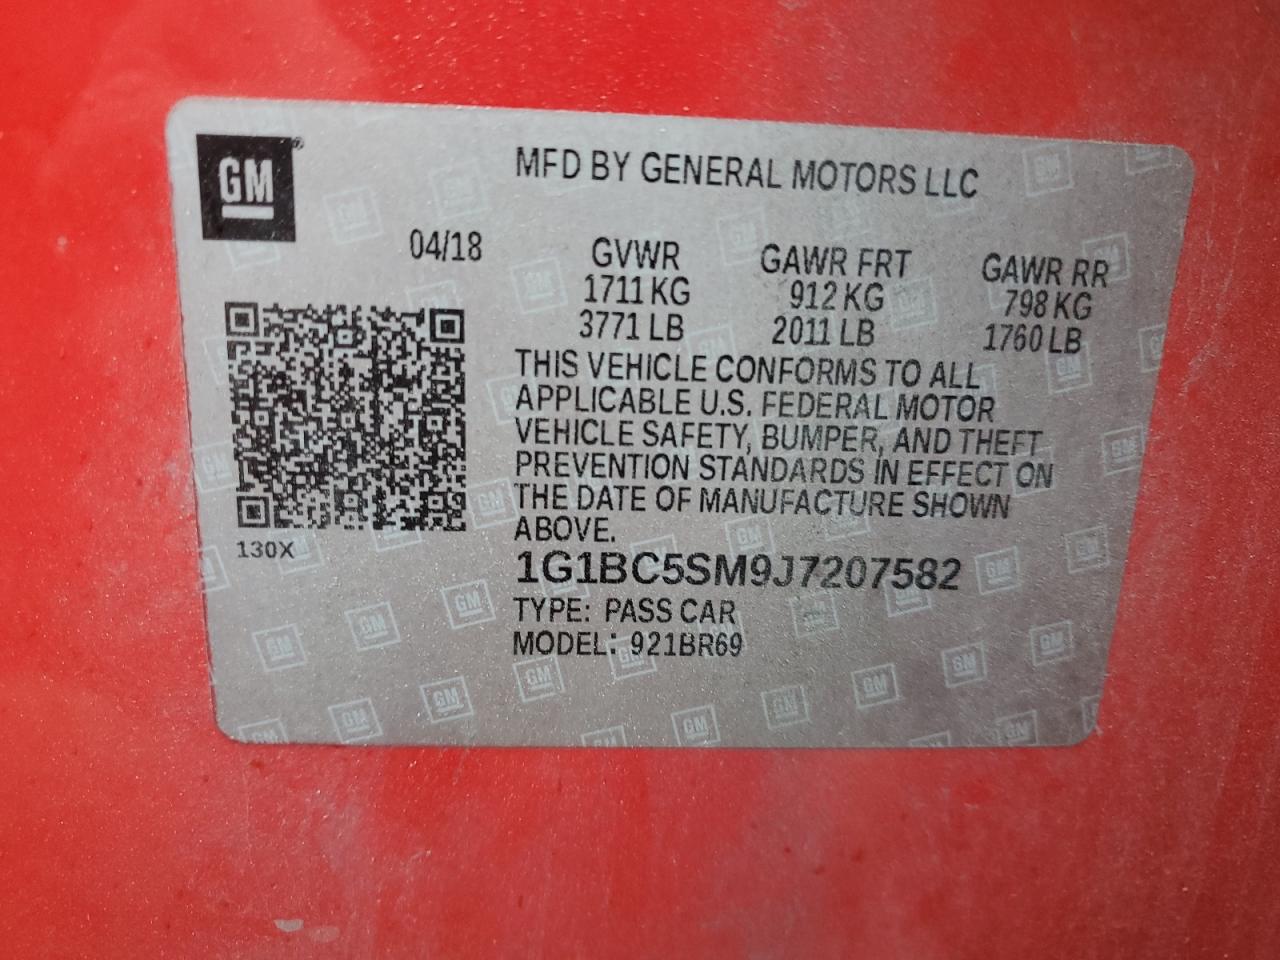 GM
MFD BY GENERAL MOTORS LLC
04/18
GVWR GAWR FRT GAWR RR
1711 KG 912 KG 798 KG
3771 LB 2011 LB 1760 LB
THIS VEHICLE CONFORMS TO ALL
APPLICABLE U.S. FEDERAL MOTOR
VEHICLE SAFETY, BUMPER, AND THEFT
PREVENTION STANDARDS IN EFFECT ON
THE DATE OF MANUFACTURE SHOWN
ABOVE.
130X
1G1BC5SM9J7207582
TYPE: PASS CAR
MODEL: 921BR69